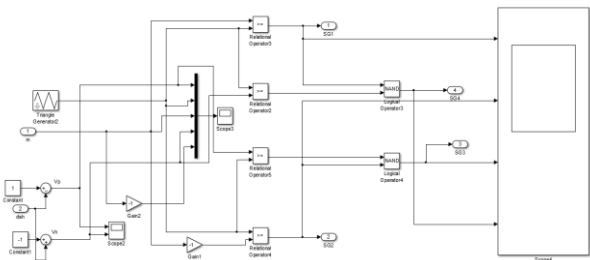 >=
1
SG1
Relational
Operator3
Triangle
Generator2
>=
Relational
Operator2
NAND
Logical
Operator3
4
SG4
Scope3
1
m
>=
Relational
Operator5
NAND
Logical
Operator4
3
SG3
1
Constant
Vp
2
dsh
-1
Gain2
-1
Constant1
Vn
Scope2
-1
Gain1
>=
Relational
Operator4
2
SG2